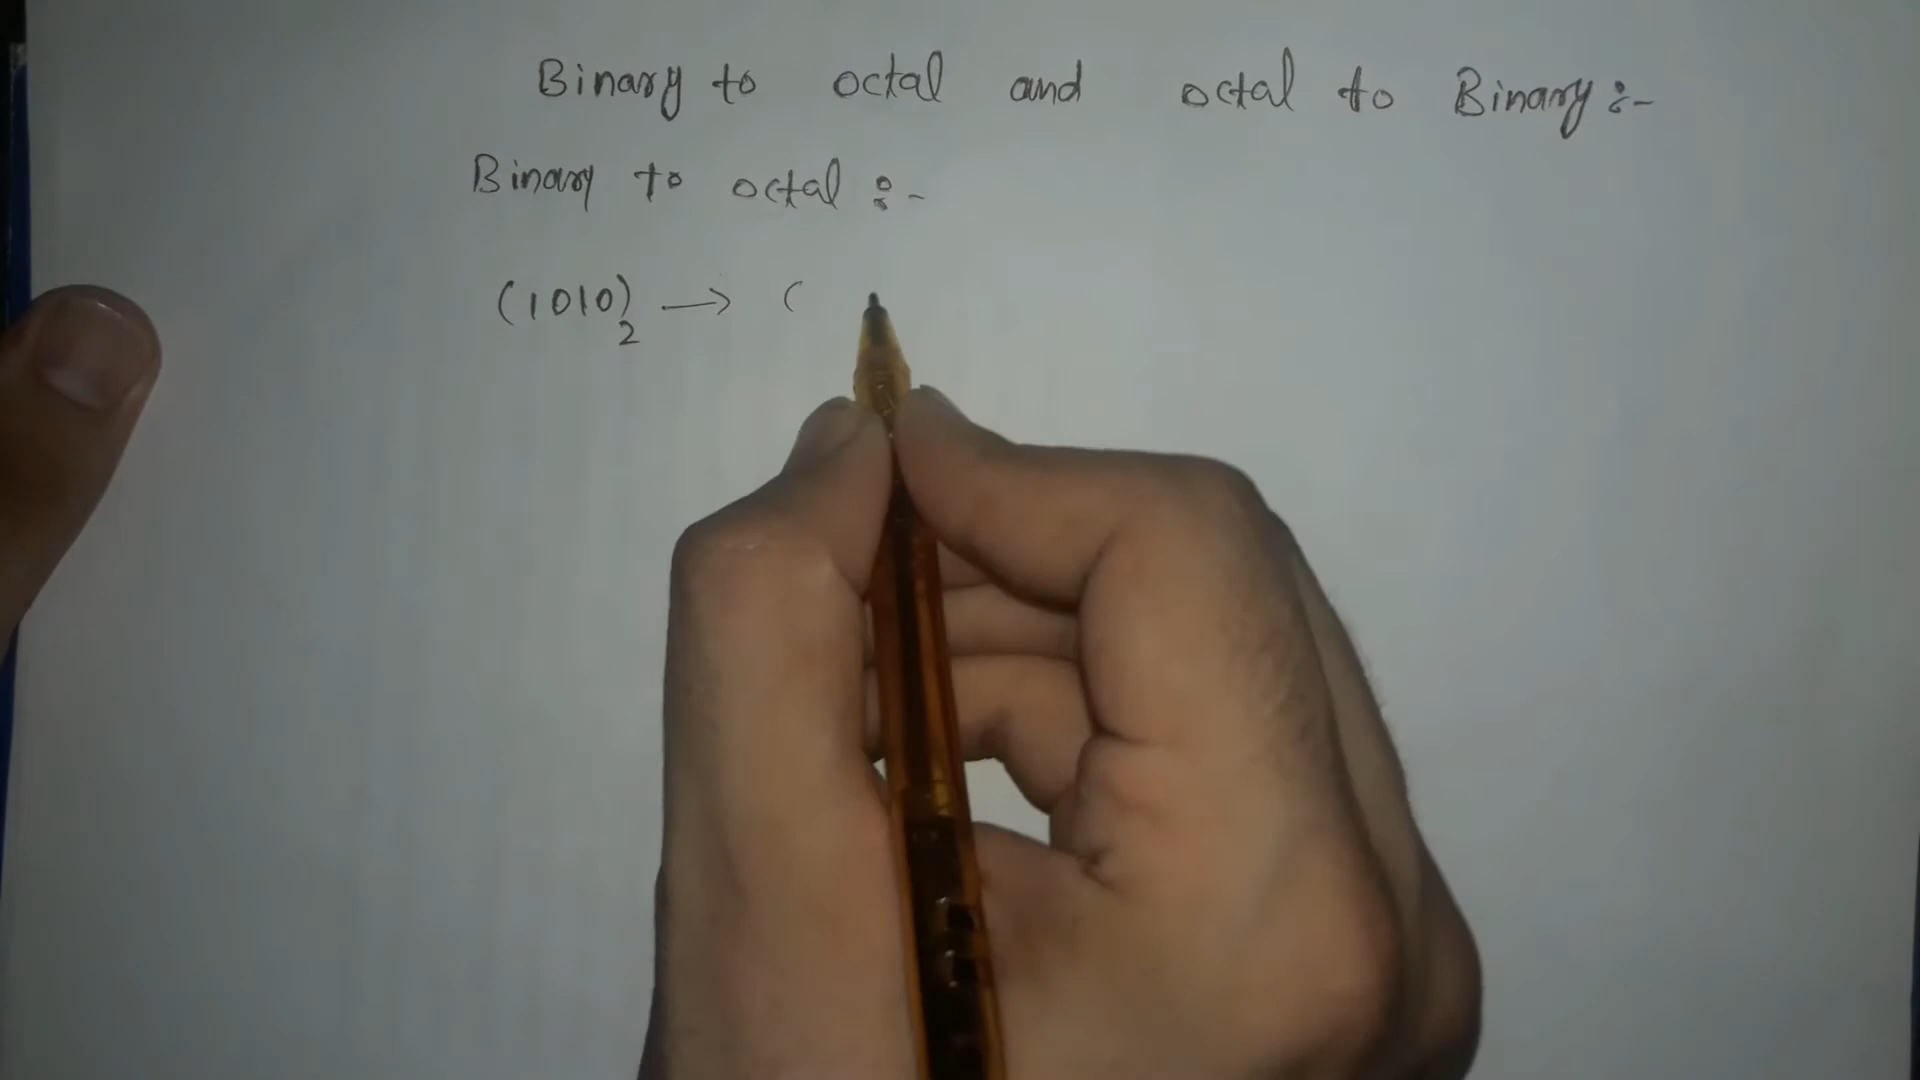 Binary to octal and octal to Binary :-
Binary to octal :-
(1010)2 → (